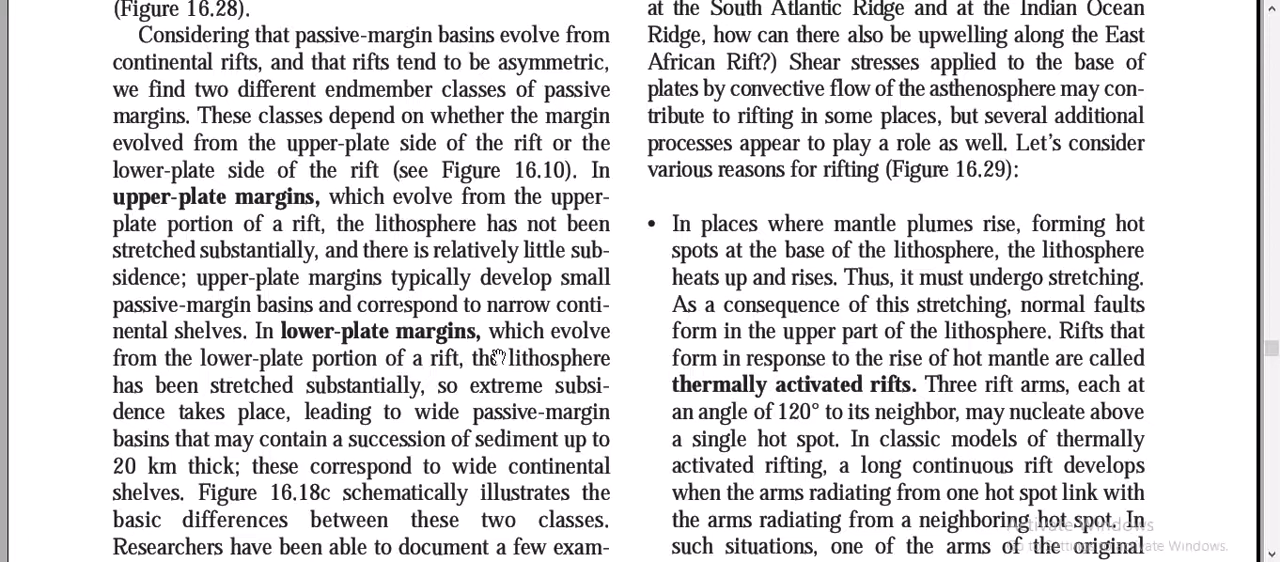 (Figure 16.28).
Considering that passive-margin basins evolve from
continental rifts, and that rifts tend to be asymmetric,
we find two different endmember classes of passive
margins. These classes depend on whether the margin
evolved from the upper-plate side of the rift or the
lower-plate side of the rift (see Figure 16.10). In
upper-plate margins, which evolve from the upper-
plate portion of a rift, the lithosphere has not been
stretched substantially, and there is relatively little sub-
sidence; upper-plate margins typically develop small
passive-margin basins and correspond to narrow conti-
nental shelves. In lower-plate margins, which evolve
from the lower-plate portion of a rift, the lithosphere
has been stretched substantially, so extreme subsi-
dence takes place, leading to wide passive-margin
basins that may contain a succession of sediment up to
20 km thick; these correspond to wide continental
shelves. Figure 16.18c schematically illustrates the
basic differences between these two classes.
Researchers have been able to document a few exam-
at the South Atlantic Ridge and at the Indian Ocean
Ridge, how can there also be upwelling along the East
African Rift?) Shear stresses applied to the base of
plates by convective flow of the asthenosphere may con-
tribute to rifting in some places, but several additional
processes appear to play a role as well. Let's consider
various reasons for rifting (Figure 16.29):
• In places where mantle plumes rise, forming hot
spots at the base of the lithosphere, the lithosphere
heats up and rises. Thus, it must undergo stretching.
As a consequence of this stretching, normal faults
form in the upper part of the lithosphere. Rifts that
form in response to the rise of hot mantle are called
thermally activated rifts. Three rift arms, each at
an angle of 120° to its neighbor, may nucleate above
a single hot spot. In classic models of thermally
activated rifting, a long continuous rift develops
when the arms radiating from one hot spot link with
the arms radiating from a neighboring hot spot. In
such situations, one of the arms of the original
Activate Windows
Go to Settings to activate Windows.